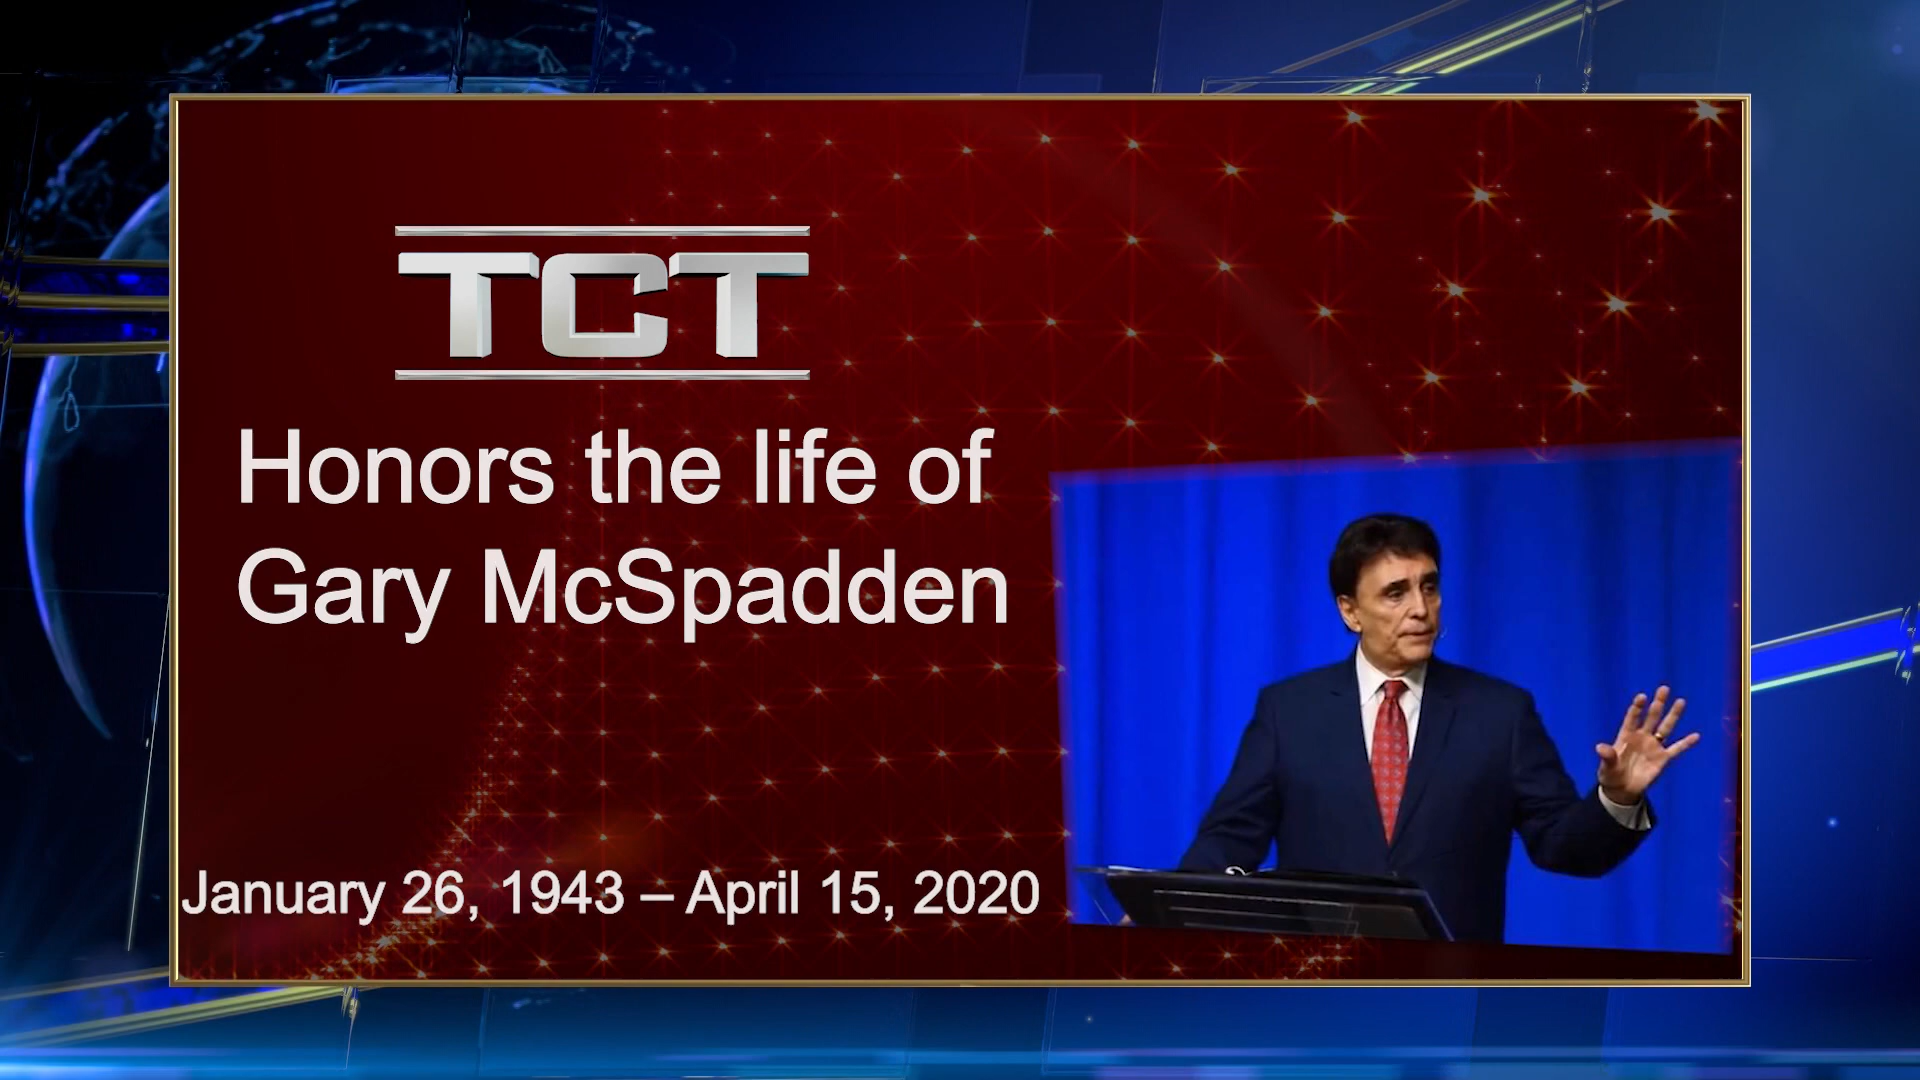 TCT
Honors the life of
Gary McSpadden
January 26, 1943 – April 15, 2020